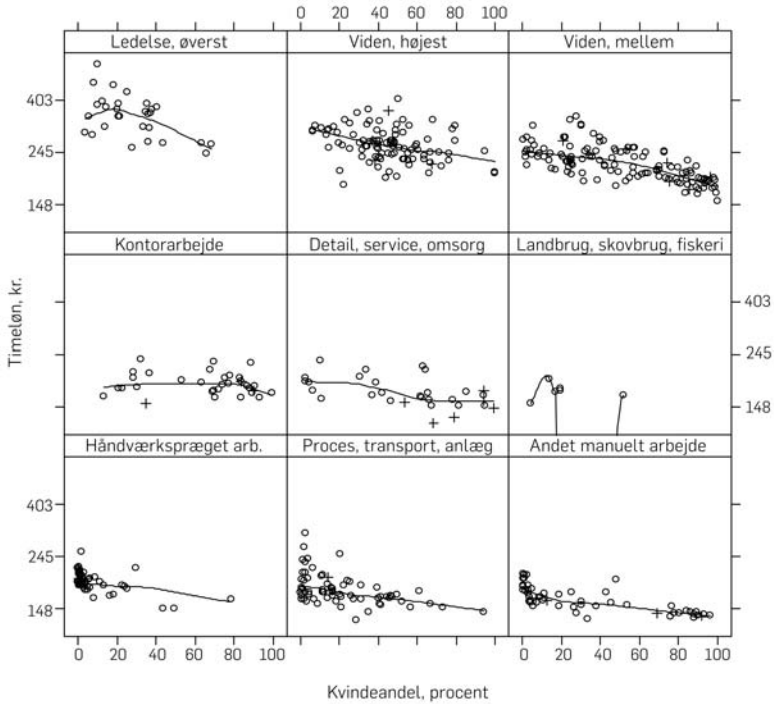 0 20 40 60 80 100
Ledelse, øverst Viden, højest Viden, mellem
403
245
148
Kontorarbejde Detail, service, omsorg Landbrug, skovbrug, fiskeri
403
245
148
Håndværkspræget arb. Proces, transport, anlæg Andet manuelt arbejde
403
245
148
0 20 40 60 80 100 0 20 40 60 80 100
Timeløn, kr.
Kvindeandel, procent